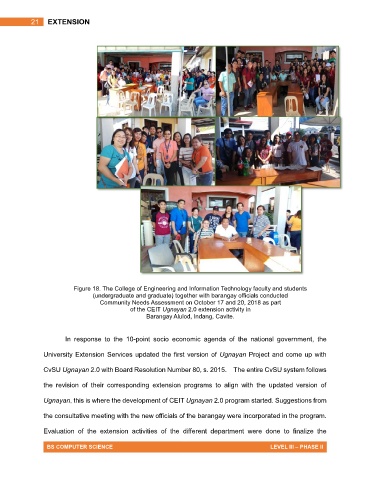 21 EXTENSION
Figure 18. The College of Engineering and Information Technology faculty and students
(undergraduate and graduate) together with barangay officials conducted
Community Needs Assessment on October 17 and 20, 2018 as part
of the CEIT Ugnayan 2.0 extension activity in
Barangay Alulod, Indang, Cavite.
In response to the 10-point socio economic agenda of the national government, the
University Extension Services updated the first version of Ugnayan Project and come up with
CvSU Ugnayan 2.0 with Board Resolution Number 80, s. 2015. The entire CvSU system follows
the revision of their corresponding extension programs to align with the updated version of
Ugnayan, this is where the development of CEIT Ugnayan 2.0 program started. Suggestions from
the consultative meeting with the new officials of the barangay were incorporated in the program.
Evaluation of the extension activities of the different department were done to finalize the
BS COMPUTER SCIENCE LEVEL III – PHASE II